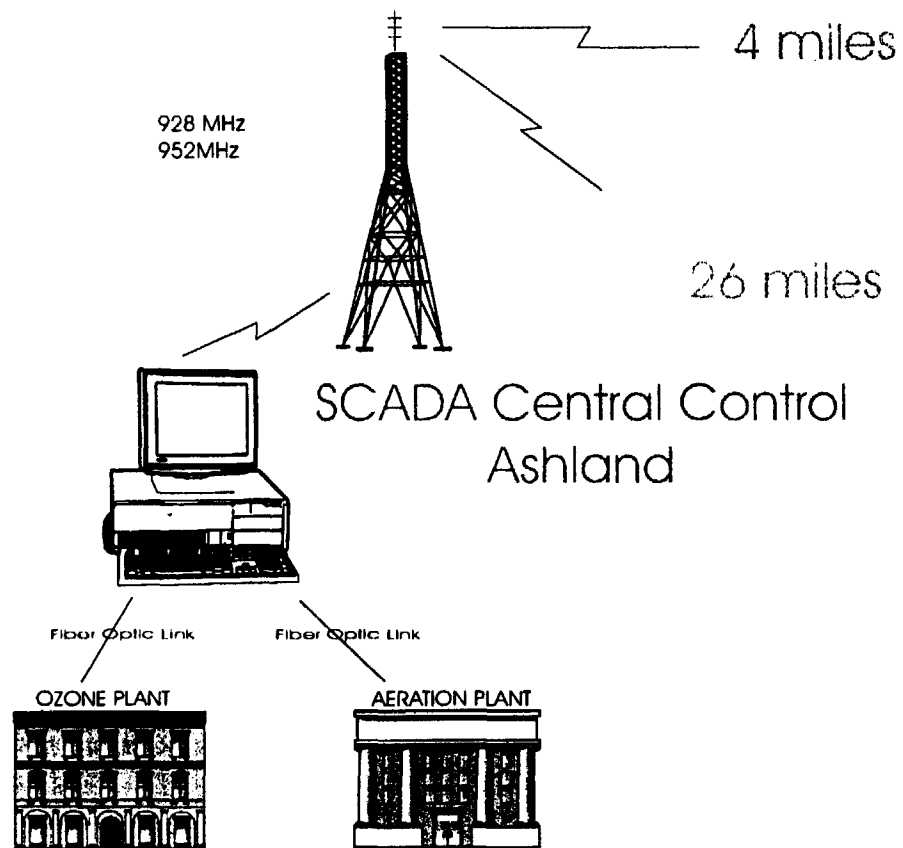 4 miles
928 MHz
952MHz
26 miles
SCADA Central Control
Ashland
Fiber Optic Link
Fiber Optic Link
OZONE PLANT
AERATION PLANT